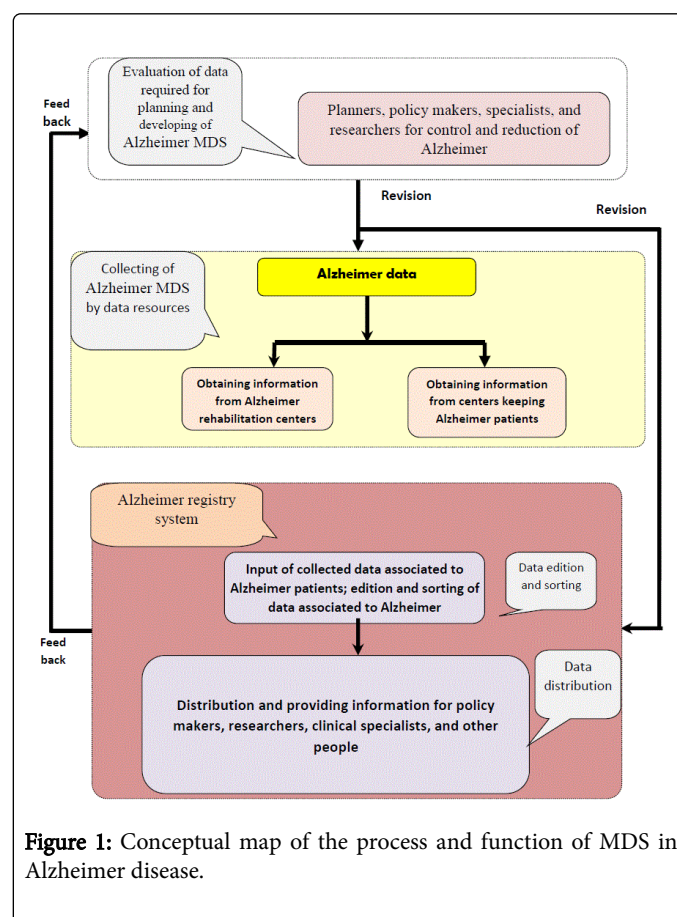 Evaluation of data
required for
planning and
developing of
Alzheimer MDS
Feed
back
Planners, policy makers, specialists, and
researchers for control and reduction of
Alzheimer
Revision
Revision
Collecting of
Alzheimer MDS
by data resources
Alzheimer data
Obtaining information
from Alzheimer
rehabilitation centers
Obtaining information
from centers keeping
Alzheimer patients
Alzheimer registry
system
Input of collected data associated to
Alzheimer patients; edition and sorting of
data associated to Alzheimer
Data edition
and sorting
Feed
back
Data
distribution
Distribution and providing information for policy
makers, researchers, clinical specialists, and other
people
Figure 1: Conceptual map of the process and function of MDS in
Alzheimer disease.